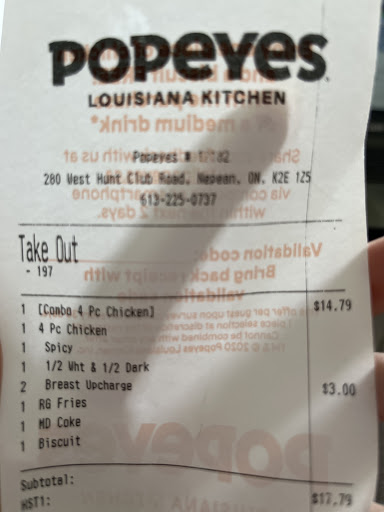 POPEYES
LOUISIANA KITCHEN
280 West Hunt Club Road, Nepean, ON, K2E 1Z5
613-225-0737
Take Out
- 197
1 [Combo 4 Pc Chicken] $14.79
1 4 Pc Chicken
1 Spicy
1 1/2 Wht & 1/2 Dark
2 Breast Upcharge $3.00
1 RG Fries
1 MD Coke
1 Biscuit
Subtotal: $17.79
HST1: